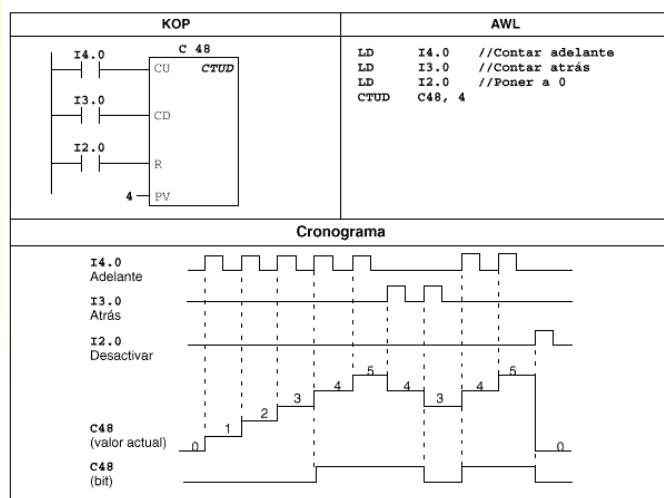 KOP
AWL
I4.0
C 48
CU CTUD
I3.0
CD
I2.0
R
4 PV
LD I4.0 //Contar adelante
LD I3.0 //Contar atrás
LD I2.0 //Poner a 0
CTUD C48, 4
Cronograma
I4.0
Adelante
I3.0
Atrás
I2.0
Desactivar
C48
(valor actual)
0 1 2 3 4 5 4 3 4 5 0
C48
(bit)